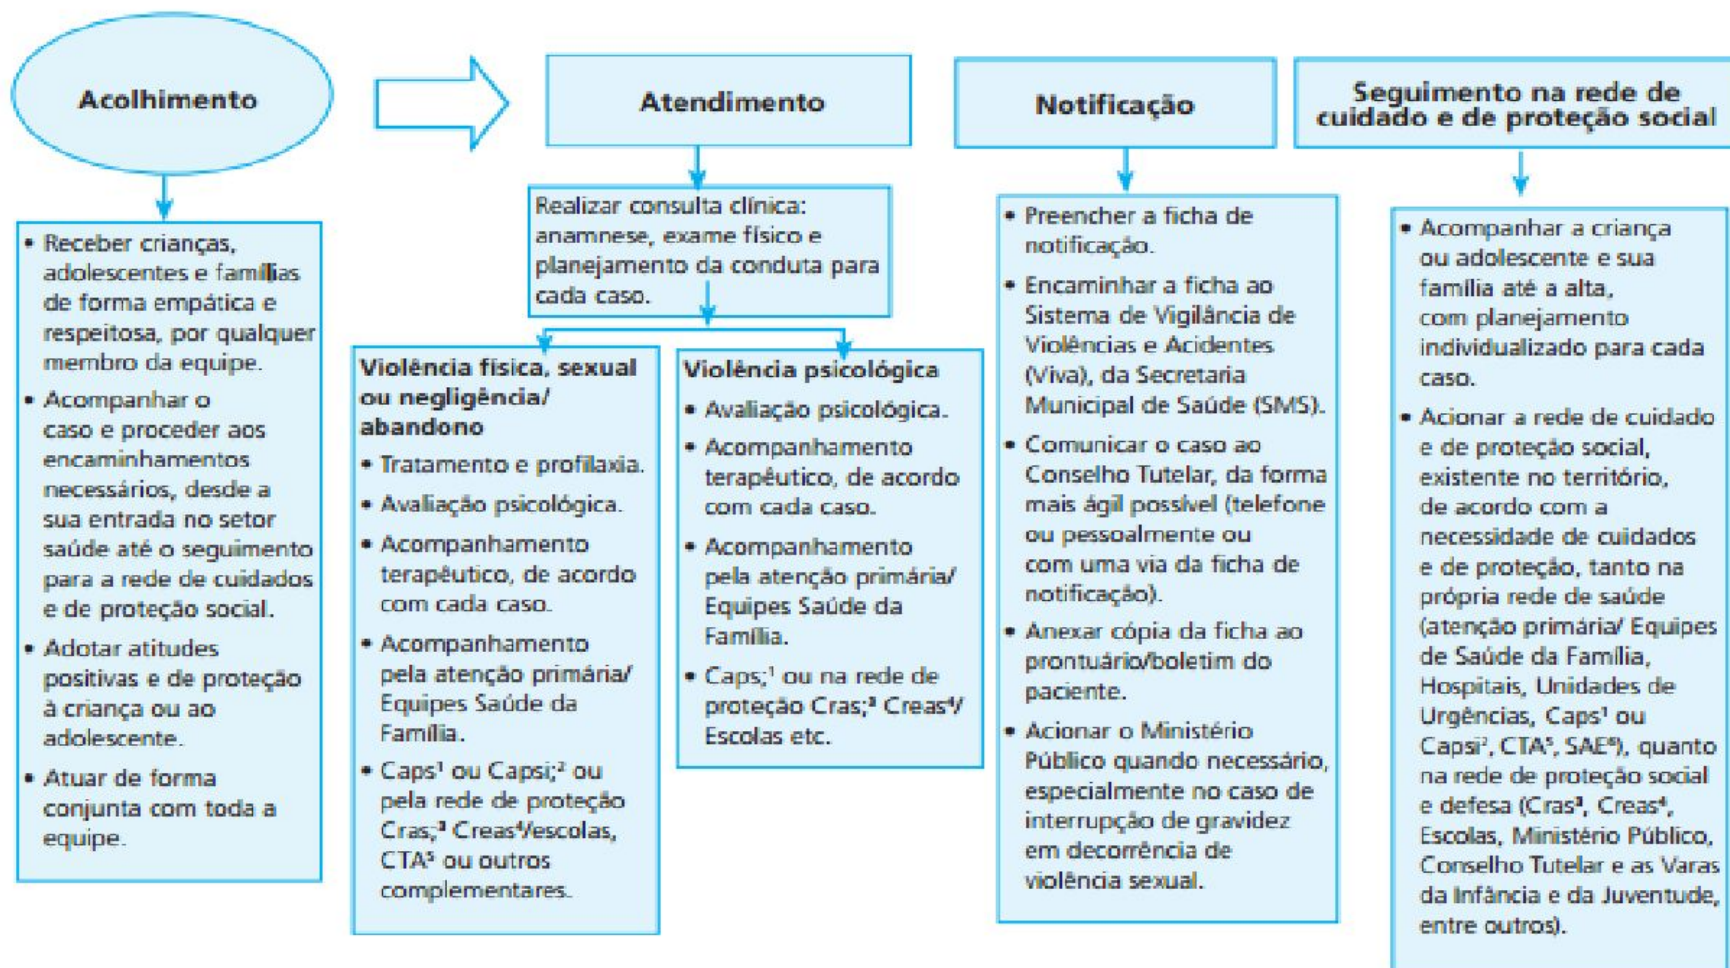 Acolhimento
• Receber crianças,
adolescentes e famílias
de forma empática e
respeitosa, por qualquer
membro da equipe.
• Acompanhar o
caso e proceder aos
encaminhamentos
necessários, desde a
sua entrada no setor
saúde até o seguimento
para a rede de cuidados
e de proteção social.
• Adotar atitudes
positivas e de proteção
à criança ou ao
adolescente.
• Atuar de forma
conjunta com toda a
equipe.
Atendimento
Realizar consulta clínica:
anamnese, exame físico e
planejamento da conduta para
cada caso.
Violência física, sexual
ou negligência/
abandono
• Tratamento e profilaxia.
• Avaliação psicológica.
• Acompanhamento
terapêutico, de acordo
com cada caso.
• Acompanhamento
pela atenção primária/
Equipes Saúde da
Família.
• Caps¹ ou Capsi;² ou
pela rede de proteção
Cras;³ Creas⁴/escolas,
CTA⁵ ou outros
complementares.
Violência psicológica
• Avaliação psicológica.
• Acompanhamento
terapêutico, de acordo
com cada caso.
• Acompanhamento
pela atenção primária/
Equipes Saúde da
Família.
• Caps;¹ ou na rede de
proteção Cras;³ Creas⁴/
Escolas etc.
Notificação
• Preencher a ficha de
notificação.
• Encaminhar a ficha ao
Sistema de Vigilância de
Violências e Acidentes
(Viva), da Secretaria
Municipal de Saúde (SMS).
• Comunicar o caso ao
Conselho Tutelar, da forma
mais ágil possível (telefone
ou pessoalmente ou
com uma via da ficha de
notificação).
• Anexar cópia da ficha ao
prontuário/boletim do
paciente.
• Acionar o Ministério
Público quando necessário,
especialmente no caso de
interrupção de gravidez
em decorrência de
violência sexual.
Seguimento na rede de
cuidado e de proteção social
• Acompanhar a criança
ou adolescente e sua
família até a alta,
com planejamento
individualizado para cada
caso.
• Acionar a rede de cuidado
e de proteção social,
existente no território,
de acordo com a
necessidade de cuidados
e de proteção, tanto na
própria rede de saúde
(atenção primária/ Equipes
de Saúde da Família,
Hospitais, Unidades de
Urgências, Caps¹ ou
Capsi², CTA⁵, SAE⁶), quanto
na rede de proteção social
e defesa (Cras³, Creas⁴,
Escolas, Ministério Público,
Conselho Tutelar e as Varas
da Infância e da Juventude,
entre outros).